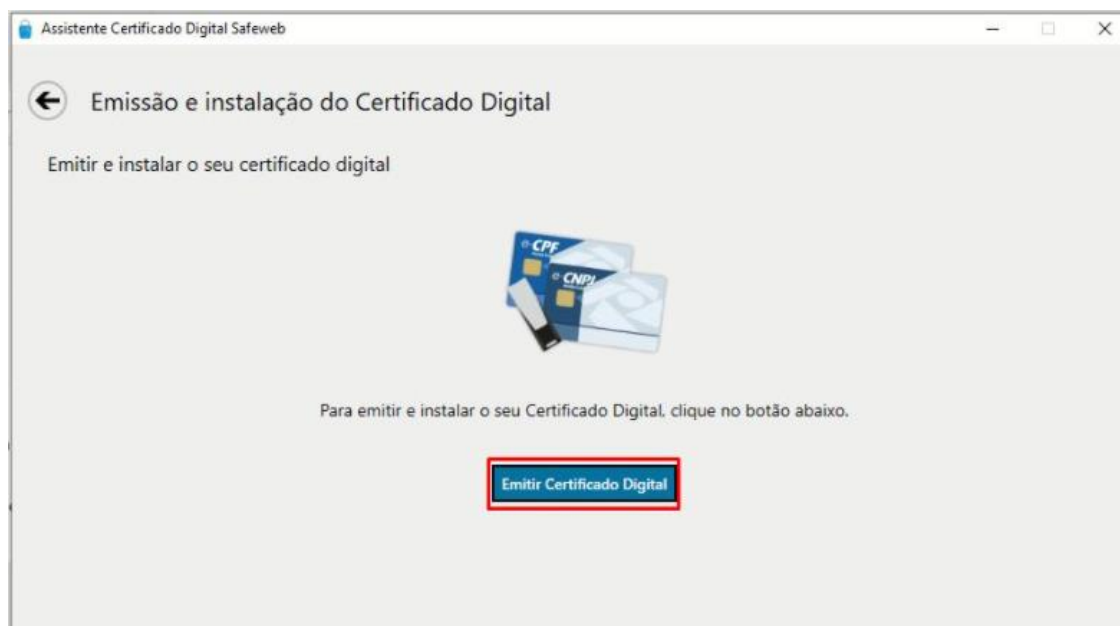 Assistente Certificado Digital Safeweb
Emissão e instalação do Certificado Digital
Emitir e instalar o seu certificado digital
e-CPF
e-CNPJ
Para emitir e instalar o seu Certificado Digital, clique no botão abaixo.
Emitir Certificado Digital